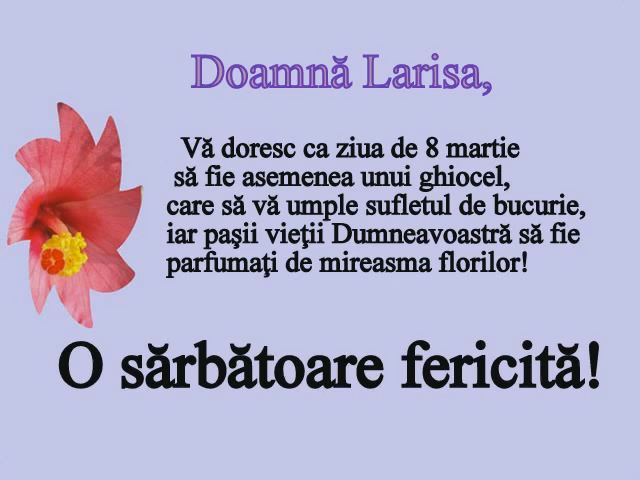 Doamnă Larisa,
Vă doresc ca ziua de 8 martie
să fie asemenea unui ghiocel,
care să vă umple sufletul de bucurie,
iar paşii vieţii Dumneavoastră să fie
parfumaţi de mireasma florilor!
O sărbătoare fericită!